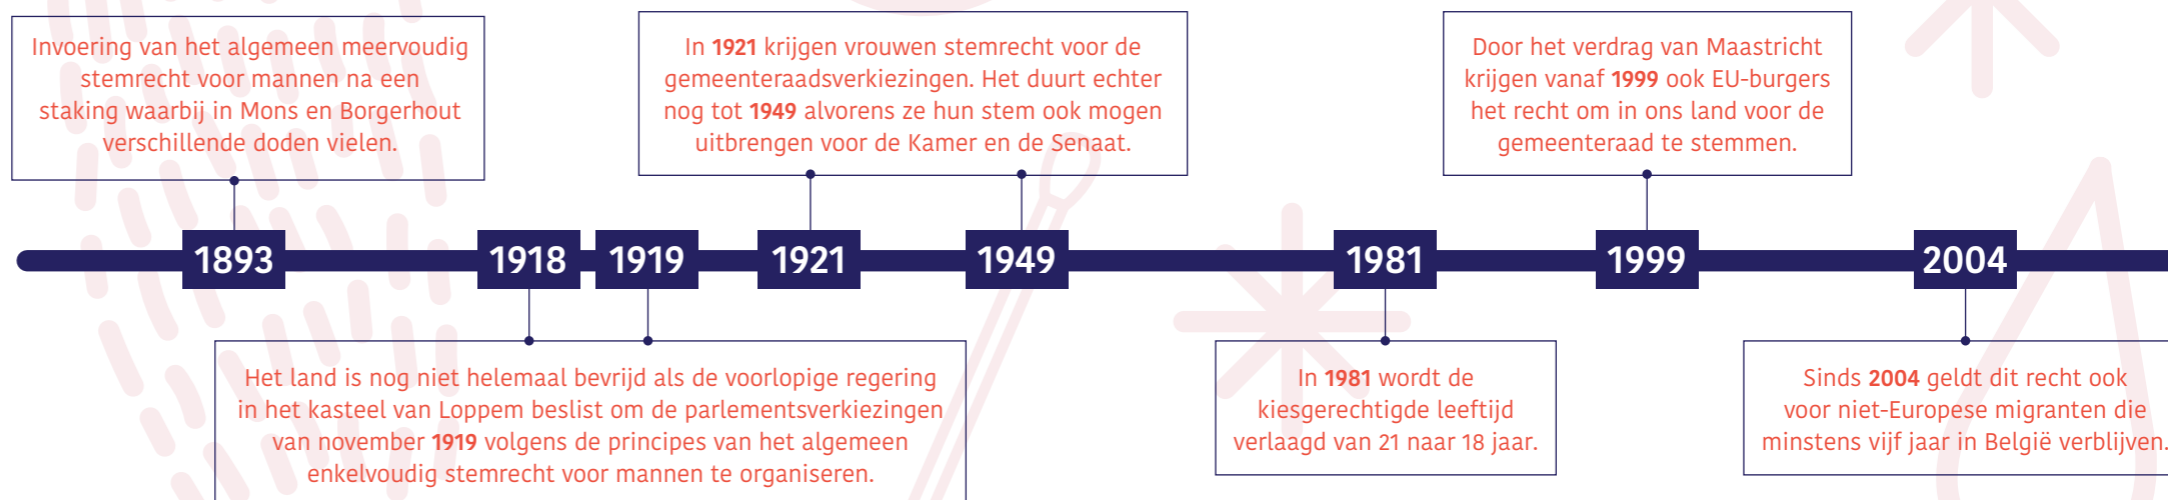 Invoering van het algemeen meervoudig
stemrecht voor mannen na een
staking waarbij in Mons en Borgerhout
verschillende doden vielen.
In 1921 krijgen vrouwen stemrecht voor de
gemeenteraadsverkiezingen. Het duurt echter
nog tot 1949 alvorens ze hun stem ook mogen
uitbrengen voor de Kamer en de Senaat.
Door het verdrag van Maastricht
krijgen vanaf 1999 ook EU-burgers
het recht om in ons land voor de
gemeenteraad te stemmen.
1893 1918 1919 1921 1949 1981 1999 2004
Het land is nog niet helemaal bevrijd als de voorlopige regering
in het kasteel van Loppem beslist om de parlementsverkiezingen
van november 1919 volgens de principes van het algemeen
enkelvoudig stemrecht voor mannen te organiseren.
In 1981 wordt de
kiesgerechtigde leeftijd
verlaagd van 21 naar 18 jaar.
Sinds 2004 geldt dit recht ook
voor niet-Europese migranten die
minstens vijf jaar in België verblijven.